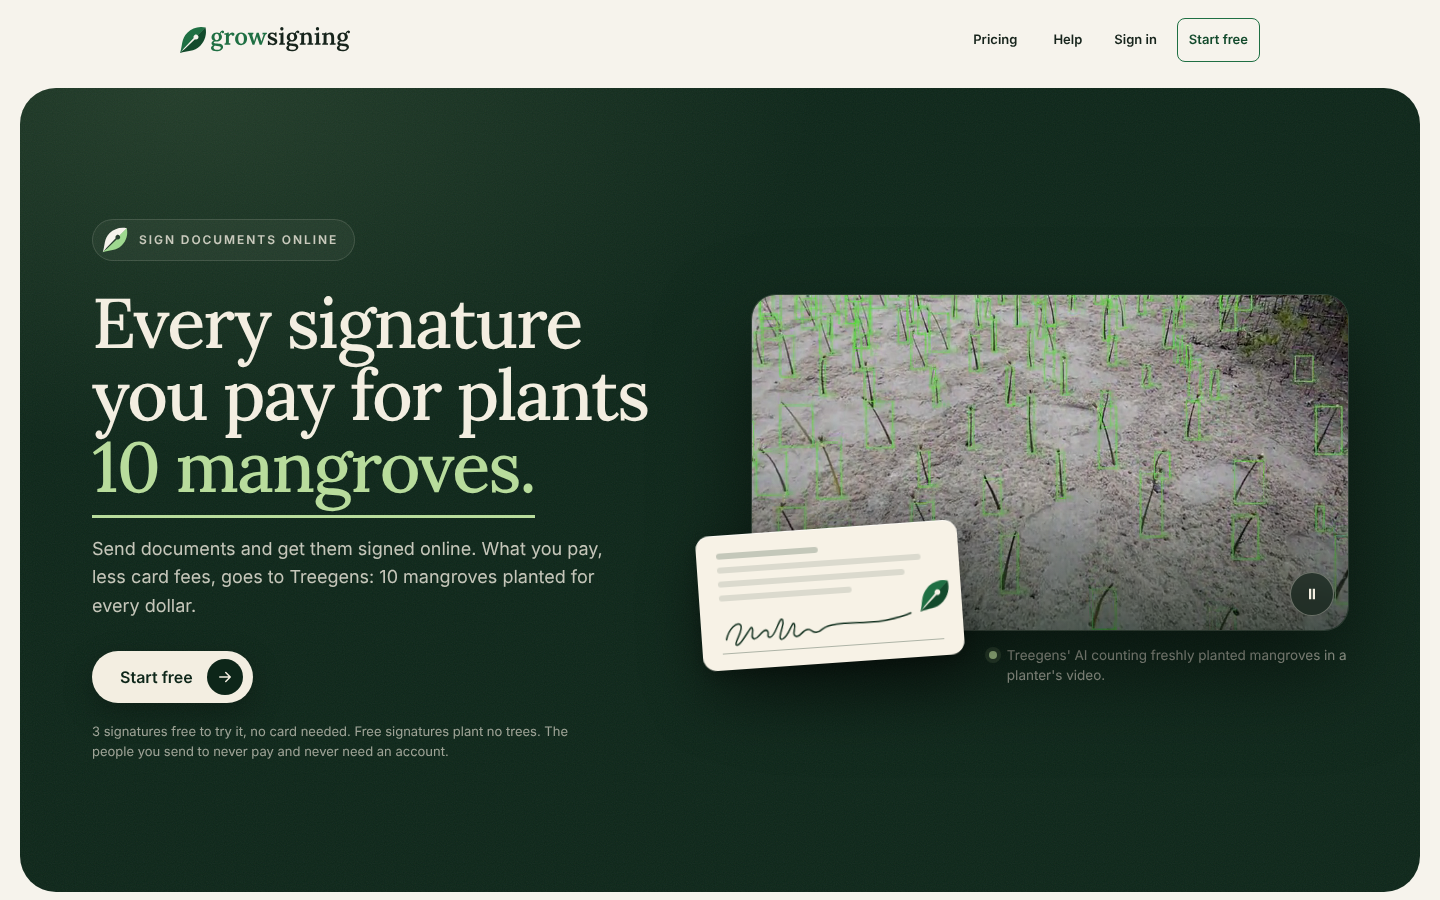 growsigning
Pricing
Help
Sign in
Start free
SIGN DOCUMENTS ONLINE
Every signature
you pay for plants
10 mangroves.
Send documents and get them signed online. What you pay,
less card fees, goes to Treegens: 10 mangroves planted for
every dollar.
Start free
3 signatures free to try it, no card needed. Free signatures plant no trees. The
people you send to never pay and never need an account.
Treegens' AI counting freshly planted mangroves in a
planter's video.